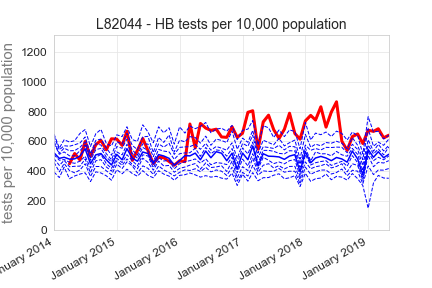 L82044 - HB tests per 10,000 population
tests per 10,000 population
1200
1000
800
600
400
200
0
nuary 2014
January 2015
January 2016
January 2017
January 2018
January 2019